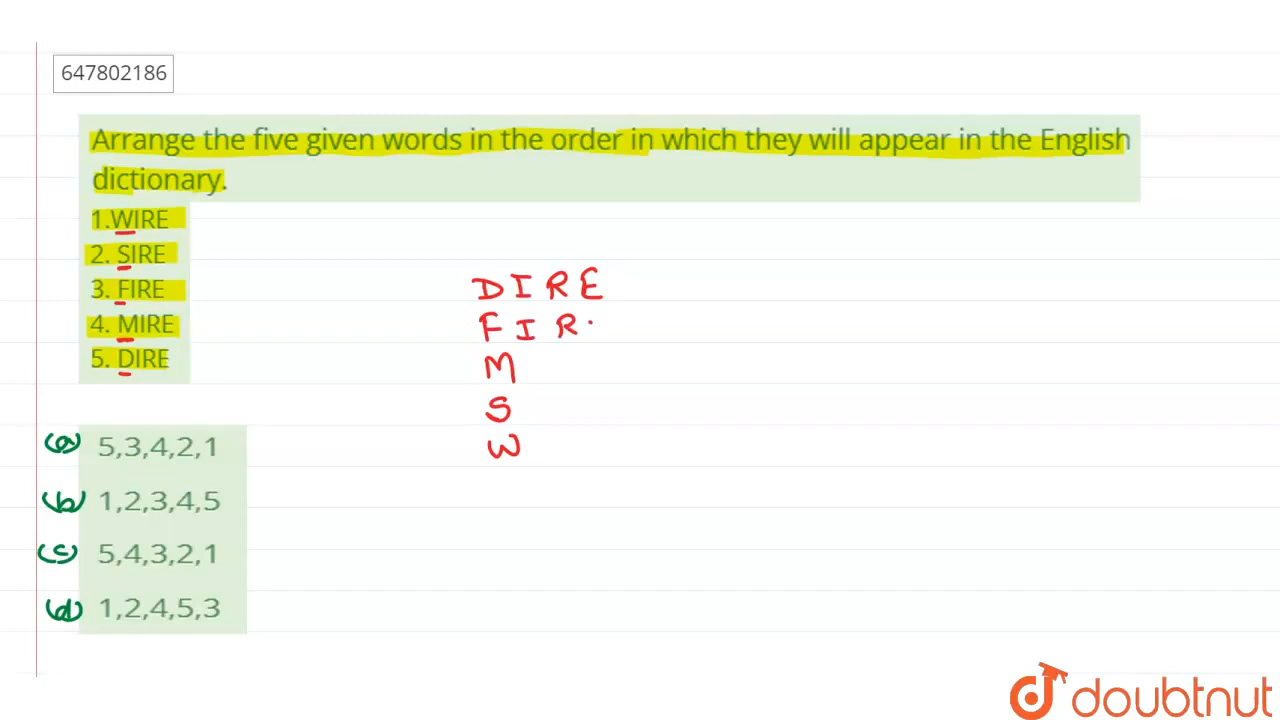 647802186
Arrange the five given words in the order in which they will appear in the English
dictionary.
1.WIRE
2. SIRE
3. FIRE
4. MIRE
5. DIRE
DIRE
FIR
M
S
W
(a) 5,3,4,2,1
(b) 1,2,3,4,5
(c) 5,4,3,2,1
(d) 1,2,4,5,3
doubtnut